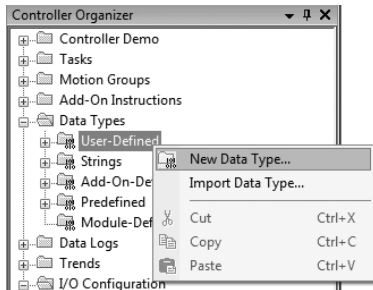 Controller Organizer
Controller Demo
Tasks
Motion Groups
Add-On Instructions
Data Types
User-Defined
Strings
New Data Type...
Add-On-De
Import Data Type...
Predefined
Module-Def
Cut Ctrl+X
Data Logs
Copy Ctrl+C
Trends
Paste Ctrl+V
I/O Configuration